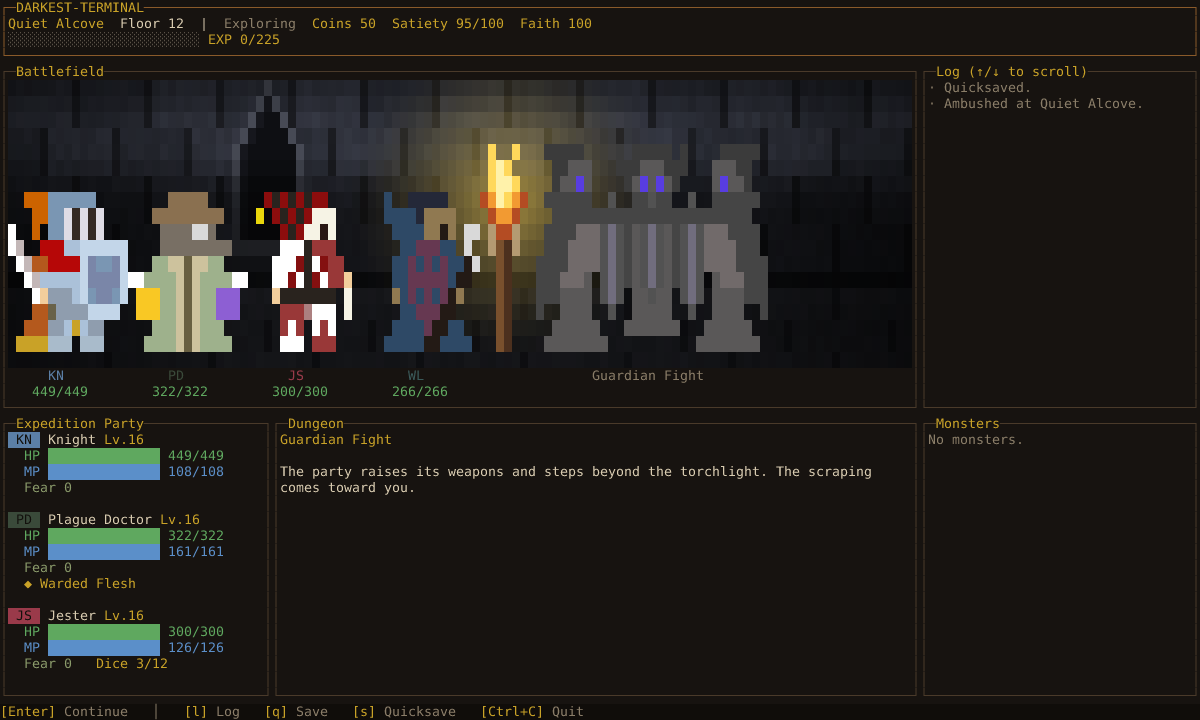 DARKEST-TERMINAL
Quiet Alcove  Floor 12  |  Exploring  Coins 50  Satiety 95/100  Faith 100
EXP 0/225
Battlefield
KN  PD  JS  WL  Guardian Fight
449/449  322/322  300/300  266/266
Log (↑/↓ to scroll)
· Quicksaved.
· Ambushed at Quiet Alcove.
Expedition Party
KN  Knight Lv.16
HP 449/449
MP 108/108
Fear 0
PD  Plague Doctor Lv.16
HP 322/322
MP 161/161
Fear 0
◆ Warded Flesh
JS  Jester Lv.16
HP 300/300
MP 126/126
Fear 0  Dice 3/12
Dungeon
Guardian Fight
The party raises its weapons and steps beyond the torchlight. The scraping
comes toward you.
Monsters
No monsters.
[Enter] Continue  │  [l] Log  [q] Save  [s] Quicksave  [Ctrl+C] Quit